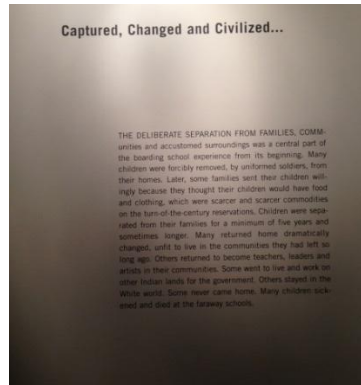 Captured, Changed and Civilized...
THE DELIBERATE SEPARATION FROM FAMILIES, COMM-
unities and accustomed surroundings was a central part of
the boarding school experience from its beginning. Many
children were forcibly removed, by uniformed soldiers, from
their homes. Later, some families sent their children will-
ingly because they thought their children would have food
and clothing, which were scarcer and scarcer commodities
on the turn-of-the-century reservations. Children were sepa-
rated from their families for a minimum of five years and
sometimes longer. Many returned home dramatically
changed, unfit to live in the communities they had left so
long ago. Others returned to become teachers, leaders and
artists in their communities. Some went to live and work on
other Indian lands for the government. Others stayed in the
White world. Some never came home. Many children sick-
ened and died at the faraway schools.